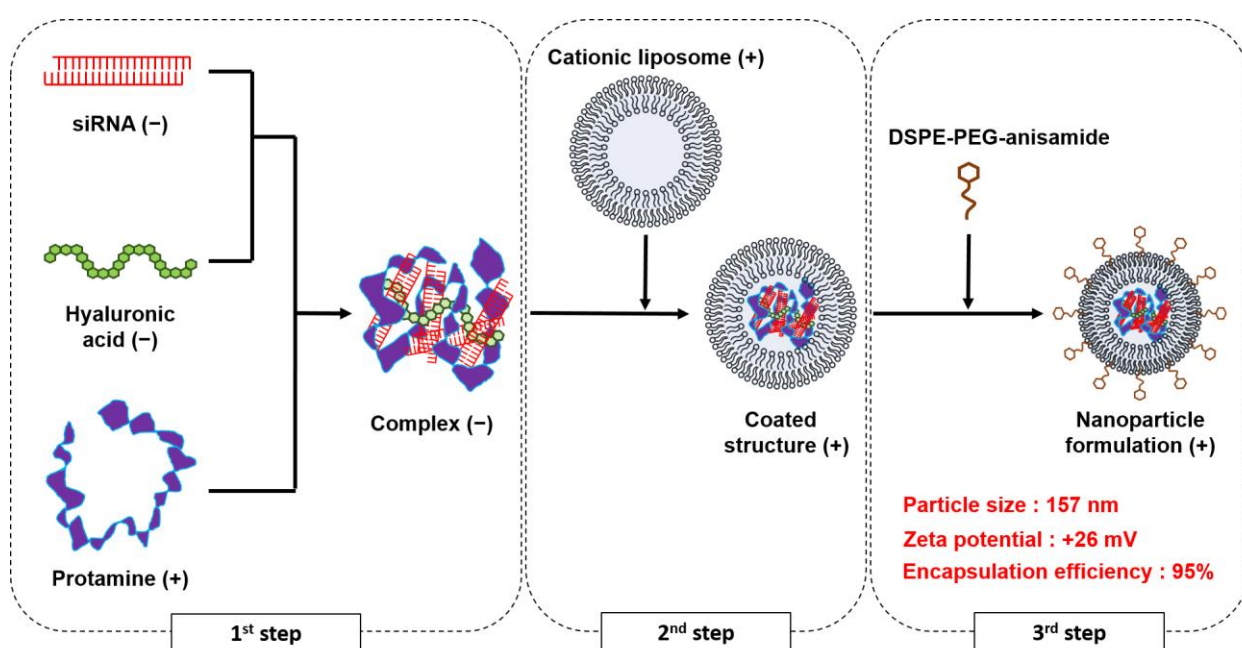 siRNA (−)
Hyaluronic
acid (−)
Protamine (+)
Complex (−)
1st step
Cationic liposome (+)
Coated
structure (+)
2nd step
DSPE-PEG-anisamide
Nanoparticle
formulation (+)
Particle size : 157 nm
Zeta potential : +26 mV
Encapsulation efficiency : 95%
3rd step